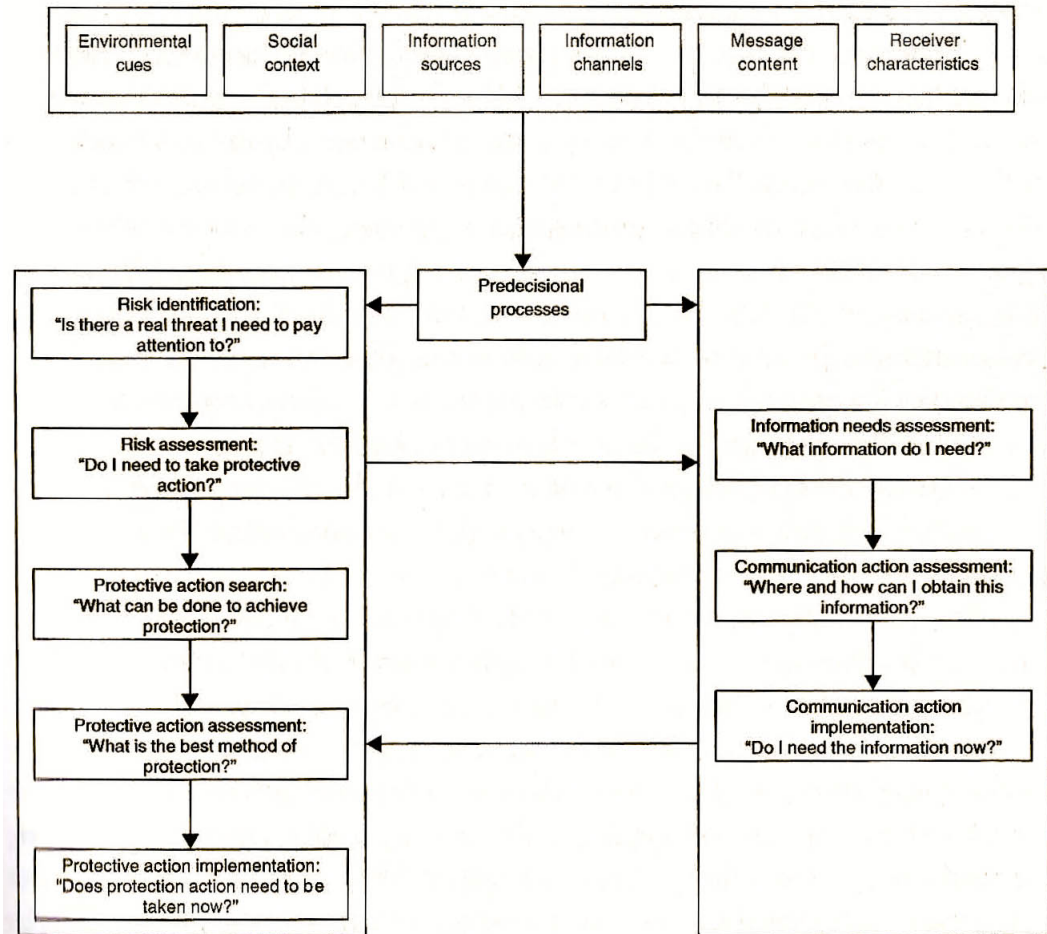 Environmental
cues
Social
context
Information
sources
Information
channels
Message
content
Receiver
characteristics
Predecisional
processes
Risk identification:
“Is there a real threat I need to pay
attention to?”
Risk assessment:
“Do I need to take protective
action?”
Protective action search:
“What can be done to achieve
protection?”
Protective action assessment:
“What is the best method of
protection?”
Protective action implementation:
“Does protection action need to be
taken now?”
Information needs assessment:
“What information do I need?”
Communication action assessment:
“Where and how can I obtain this
information?”
Communication action
implementation:
“Do I need the information now?”